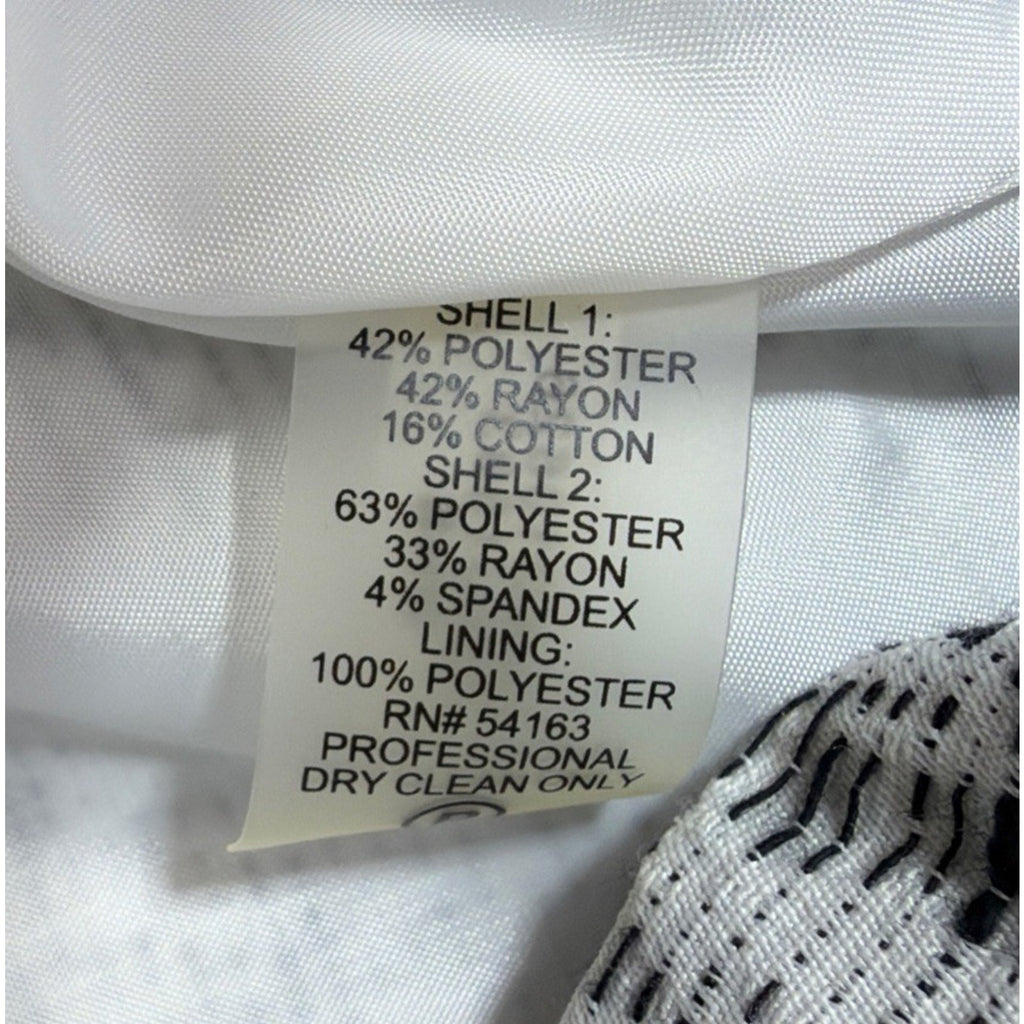 SHELL 1:
42% POLYESTER
42% RAYON
16% COTTON
SHELL 2:
63% POLYESTER
33% RAYON
4% SPANDEX
LINING:
100% POLYESTER
RN# 54163
PROFESSIONAL
DRY CLEAN ONLY